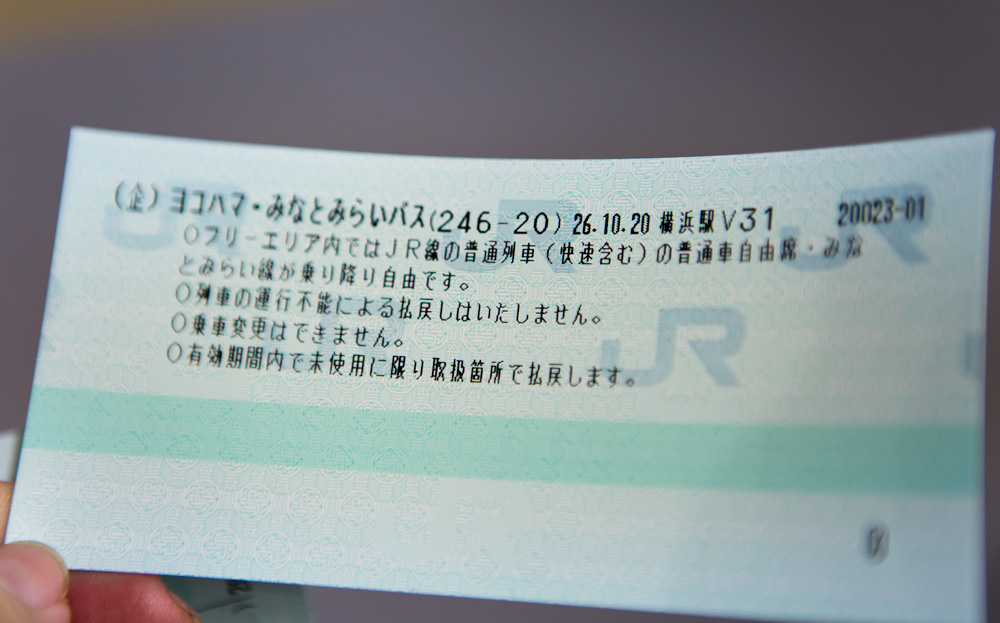 (企)ヨコハマ・みなとみらいパス(246-20) 26.10.20 横浜駅V31 20023-01
○フリーエリア内ではJR線の普通列車(快速含む)の普通車自由席・みな
とみらい線が乗り降り自由です。
○列車の運行不能による払戻しはいたしません。
○乗車変更はできません。
○有効期間内で未使用に限り取扱箇所で払戻します。
JR
JR
JR